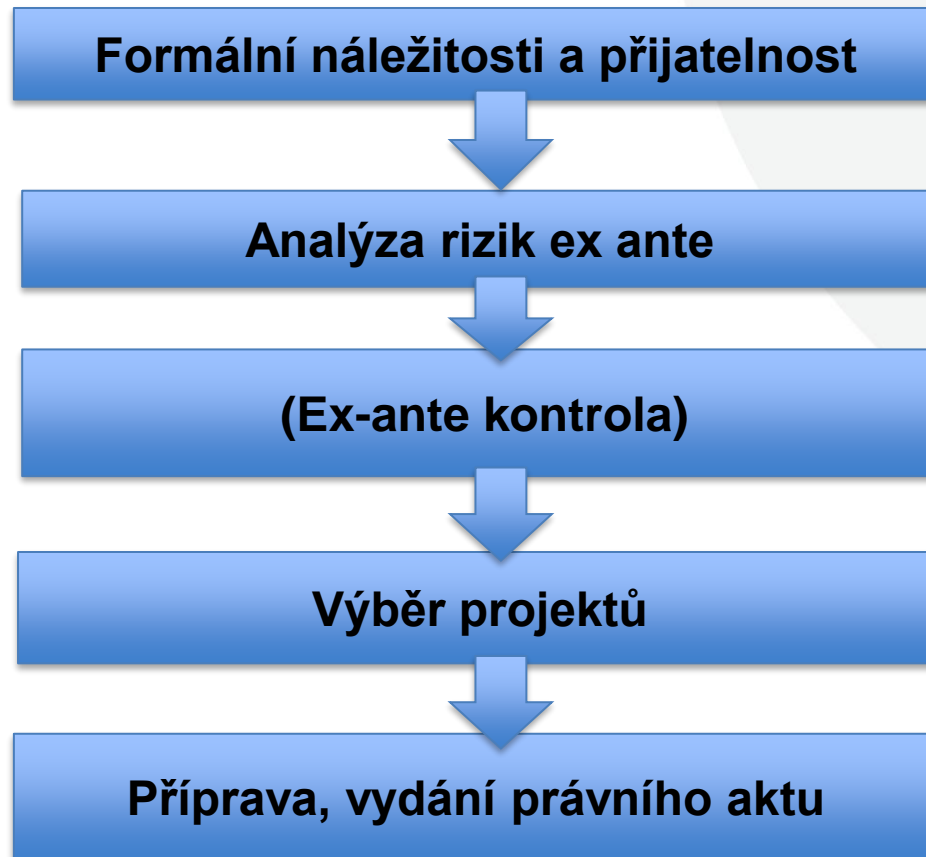 Formální náležitosti a přijatelnost
Analýza rizik ex ante
(Ex-ante kontrola)
Výběr projektů
Příprava, vydání právního aktu